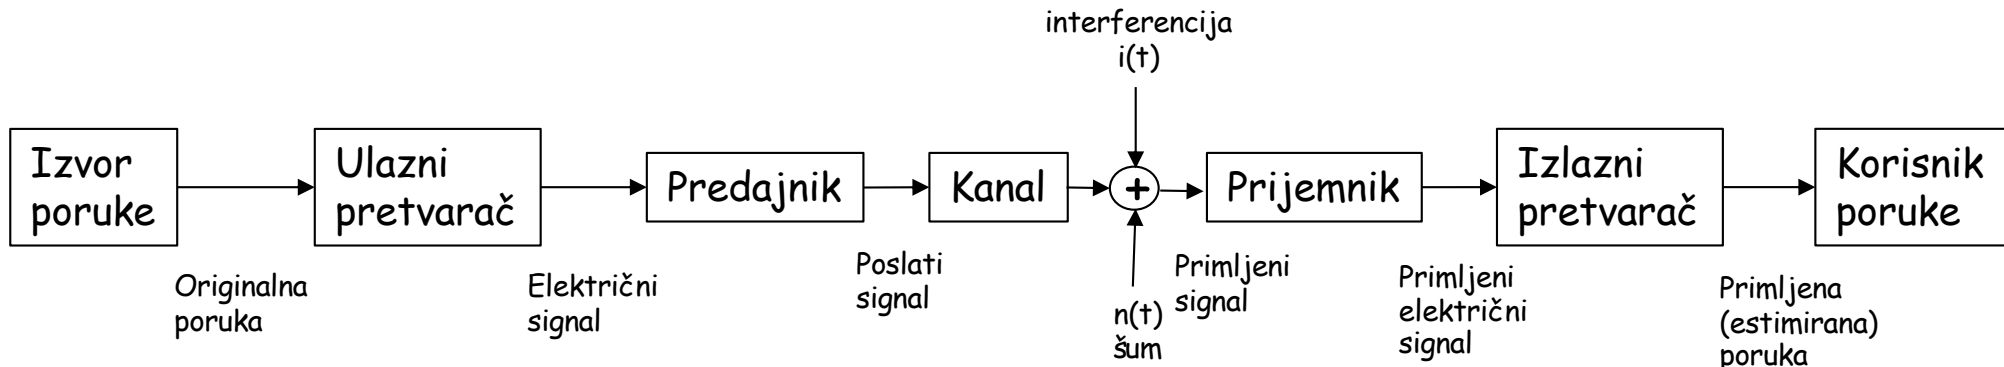 interferencija
i(t)
Izvor
poruke
Ulazni
pretvarač
Predajnik
Kanal
+
Prijemnik
Izlazni
pretvarač
Korisnik
poruke
Originalna
poruka
Električni
signal
Poslati
signal
n(t)
šum
Primljeni
signal
Primljeni
električni
signal
Primljena
(estimirana)
poruka